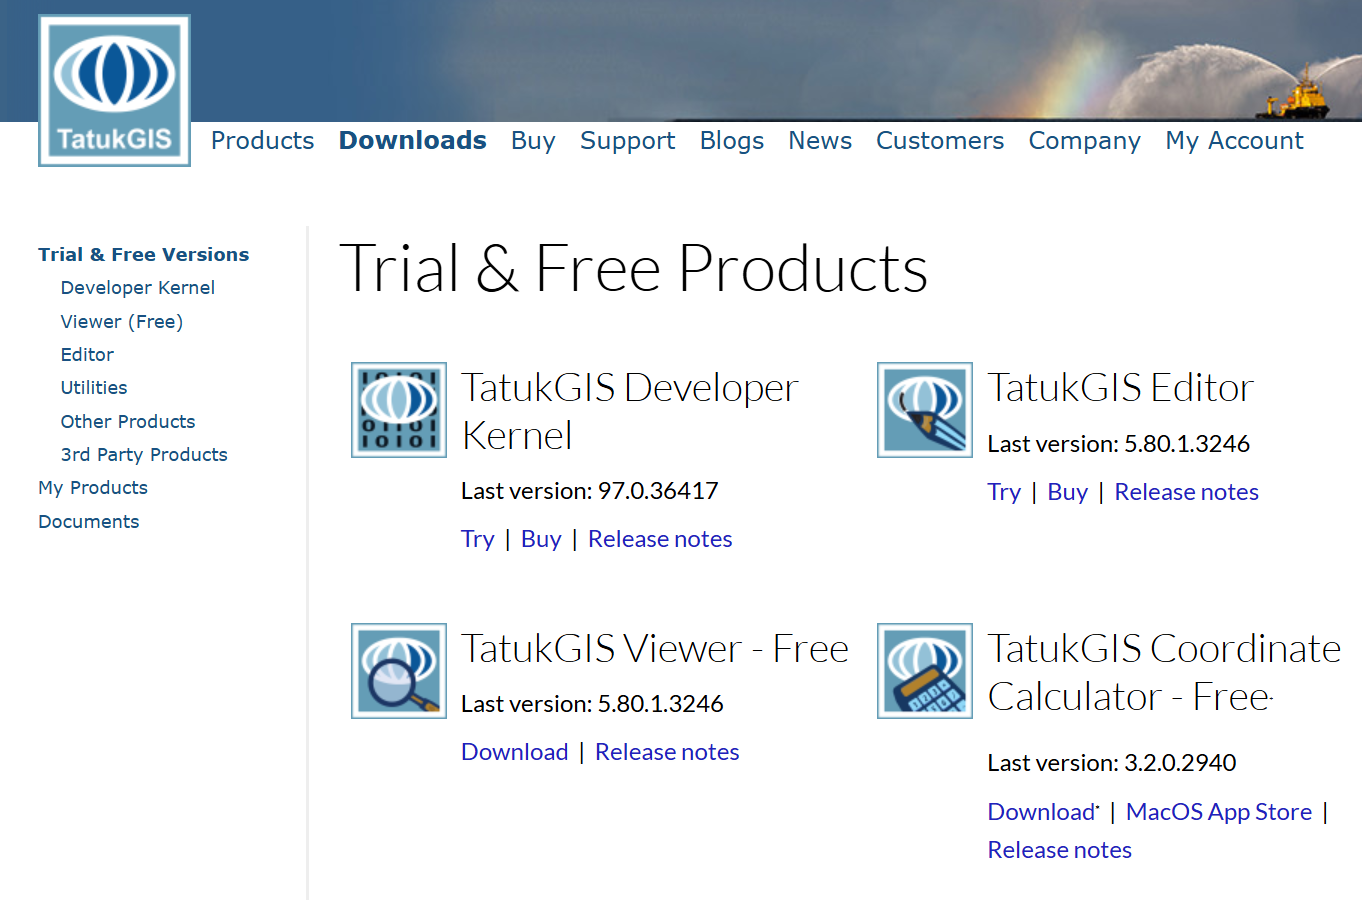 TatukGIS
Products Downloads Buy Support Blogs News Customers Company My Account
Trial & Free Versions
Developer Kernel
Viewer (Free)
Editor
Utilities
Other Products
3rd Party Products
My Products
Documents
Trial & Free Products
TatukGIS Developer
Kernel
Last version: 97.0.36417
Try | Buy | Release notes
TatukGIS Editor
Last version: 5.80.1.3246
Try | Buy | Release notes
TatukGIS Viewer - Free
Last version: 5.80.1.3246
Download | Release notes
TatukGIS Coordinate
Calculator - Free
Last version: 3.2.0.2940
Download | MacOS App Store |
Release notes